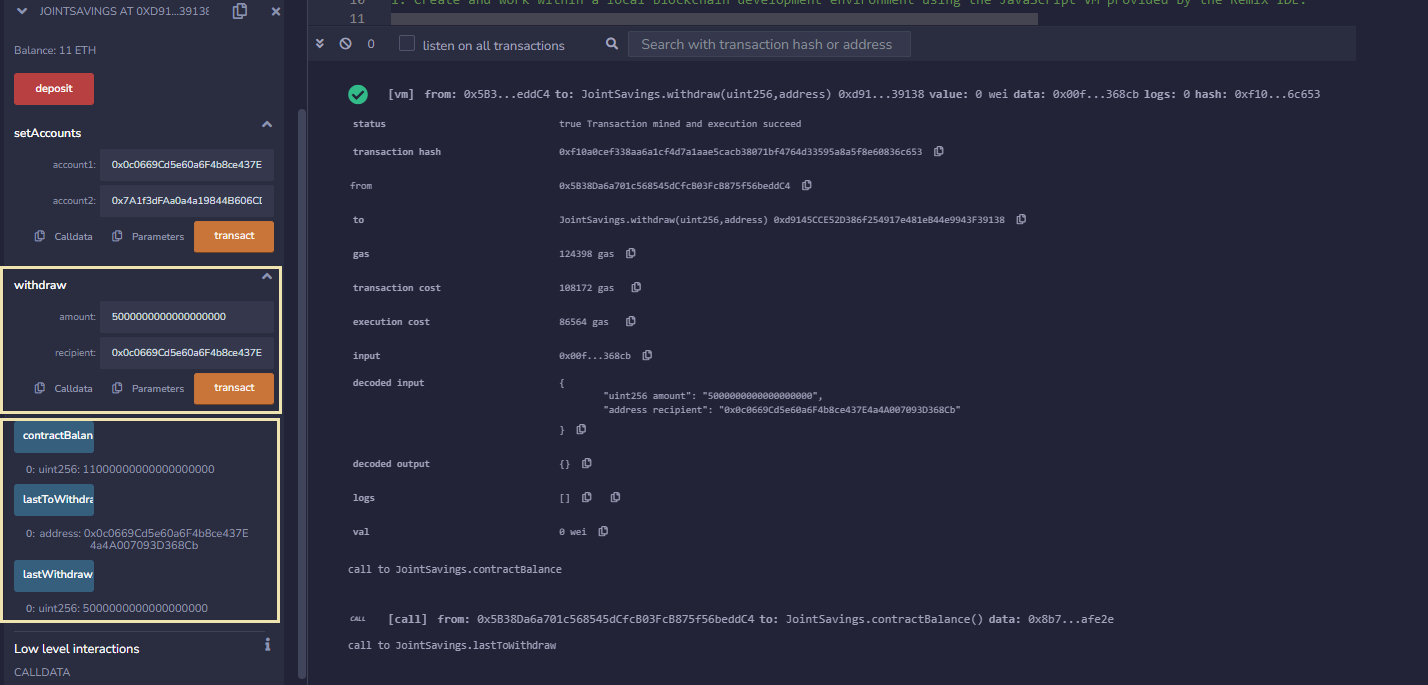 JOINTSAVINGS AT 0XD91...39138
Balance: 11 ETH
deposit
setAccounts
account1: 0x0c0669Cd5e60a6F4b8ce437E
account2: 0x7A1f3dFAa0a4a19844B606CD
Calldata Parameters transact
withdraw
amount: 5000000000000000000
recipient: 0x0c0669Cd5e60a6F4b8ce437E
Calldata Parameters transact
contractBalan
0: uint256: 11000000000000000000
lastToWithdra
0: address: 0x0c0669Cd5e60a6F4b8ce437E
4a4A007093D368Cb
lastWithdraw
0: uint256: 5000000000000000000
Low level interactions
CALLDATA
10 1. Create and work within a local blockchain development environment using the JavaScript VM provided by the Remix IDE.
11
0 listen on all transactions Search with transaction hash or address
[vm] from: 0x5B3...eddC4 to: JointSavings.withdraw(uint256,address) 0xd91...39138 value: 0 wei data: 0x00f...368cb logs: 0 hash: 0xf10...6c653
status true Transaction mined and execution succeed
transaction hash 0xf10a0cef338aa6a1cf4d7a1aae5cacb38071bf4764d33595a8a5f8e60836c653
from 0x5B38Da6a701c568545dCfcB03FcB875f56beddC4
to JointSavings.withdraw(uint256,address) 0xd9145CCE52D386f254917e481eB44e9943F39138
gas 124398 gas
transaction cost 108172 gas
execution cost 86564 gas
input 0x00f...368cb
decoded input {
"uint256 amount": "5000000000000000000",
"address recipient": "0x0c0669Cd5e60a6F4b8ce437E4a4A007093D368Cb"
}
decoded output {}
logs []
val 0 wei
call to JointSavings.contractBalance
CALL [call] from: 0x5B38Da6a701c568545dCfcB03FcB875f56beddC4 to: JointSavings.contractBalance() data: 0x8b7...afe2e
call to JointSavings.lastToWithdraw